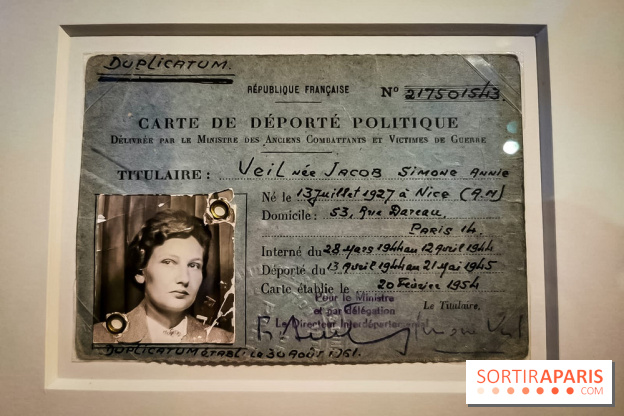 DUPLICATUM.
RÉPUBLIQUE FRANÇAISE
N° 217501543.
CARTE DE DÉPORTÉ POLITIQUE
DÉLIVRÉE PAR LE MINISTRE DES ANCIENS COMBATTANTS ET VICTIMES DE GUERRE
TITULAIRE : VEIL née JACOB SIMONE ANNIE
Né le 13 juillet 1927 à Nice (A.M)
Domicile : 53, Rue Dareau,
PARIS 14.
Interné du 28 Mars 1944 au 12 avril 1944
Déporté du 13 avril 1944 au 21 Mai 1945
Carte établie le 20 Février 1954
Pour le Ministre
et par délégation
Le Directeur Interdépartemental
Le Titulaire,
DUPLICATUM ÉTABLI LE 30 AOÛT 1961.
SORTIRAPARIS
.COM